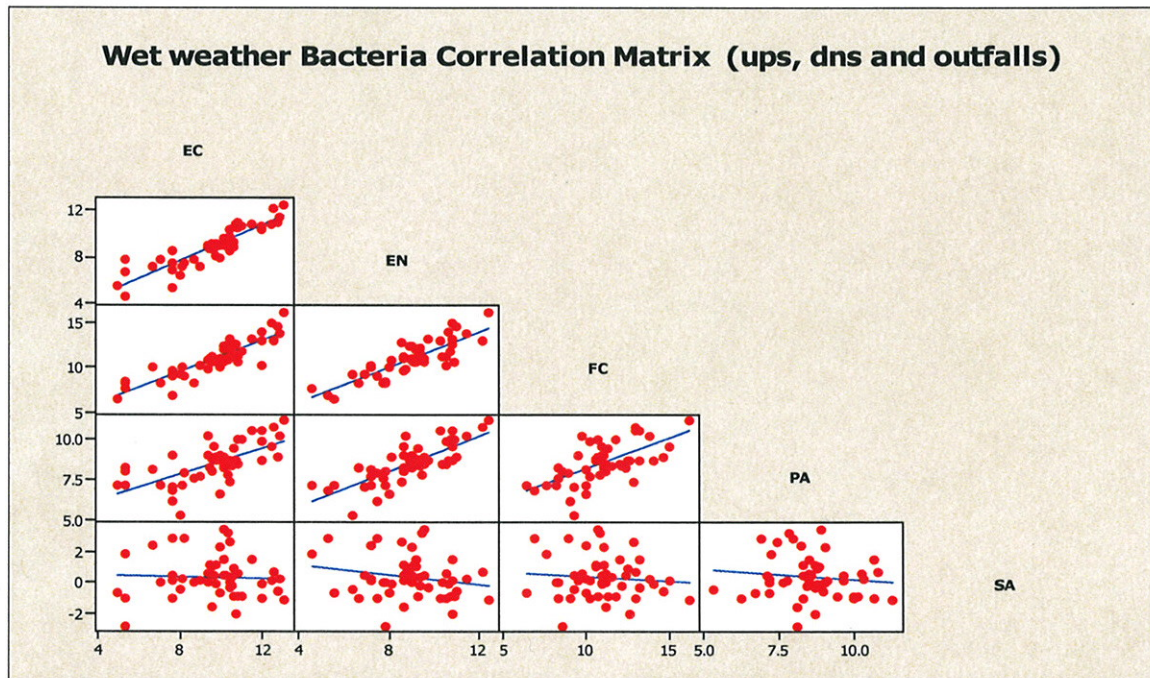 Wet weather Bacteria Correlation Matrix (ups, dns and outfalls)
EC
12
8
4
EN
15
10
5
FC
10.0
7.5
5.0
PA
2
0
-2
SA
4 8 12 4 8 12 5 10 15 5.0 7.5 10.0